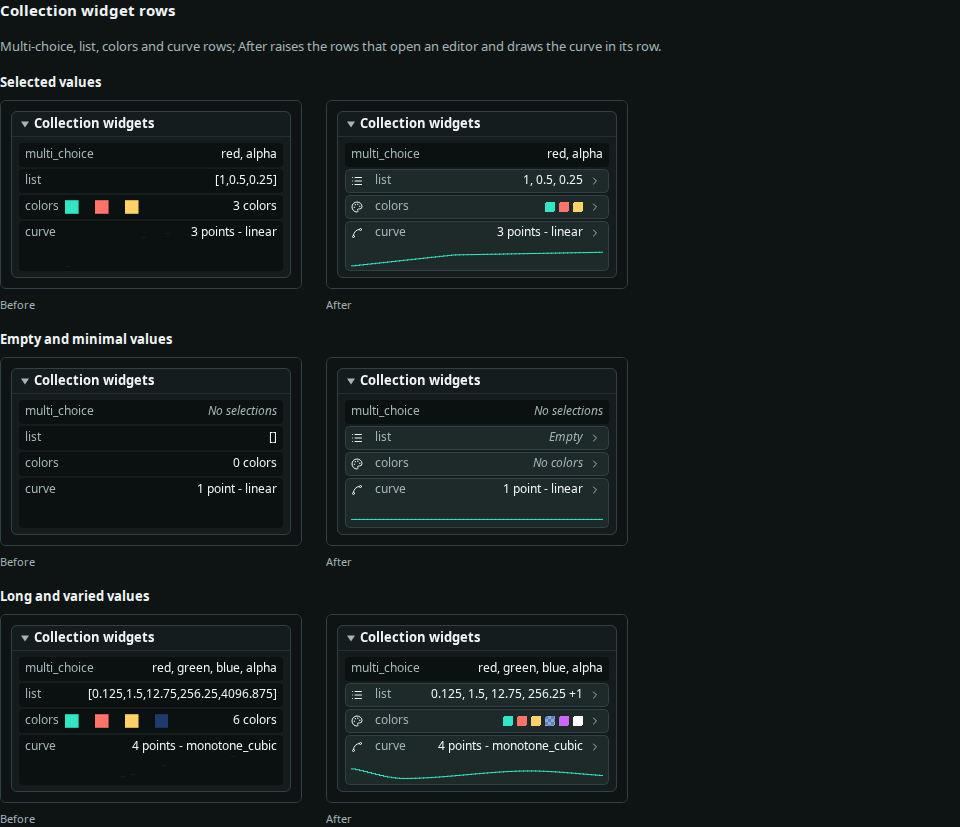 Collection widget rows
Multi-choice, list, colors and curve rows; After raises the rows that open an editor and draws the curve in its row.
Selected values
Collection widgets
multi_choice red, alpha
list [1,0.5,0.25]
colors 3 colors
curve 3 points - linear
Before
Collection widgets
multi_choice red, alpha
list 1, 0.5, 0.25
colors
curve 3 points - linear
After
Empty and minimal values
Collection widgets
multi_choice No selections
list []
colors 0 colors
curve 1 point - linear
Before
Collection widgets
multi_choice No selections
list Empty
colors No colors
curve 1 point - linear
After
Long and varied values
Collection widgets
multi_choice red, green, blue, alpha
list [0.125,1.5,12.75,256.25,4096.875]
colors 6 colors
curve 4 points - monotone_cubic
Before
Collection widgets
multi_choice red, green, blue, alpha
list 0.125, 1.5, 12.75, 256.25 +1
colors
curve 4 points - monotone_cubic
After